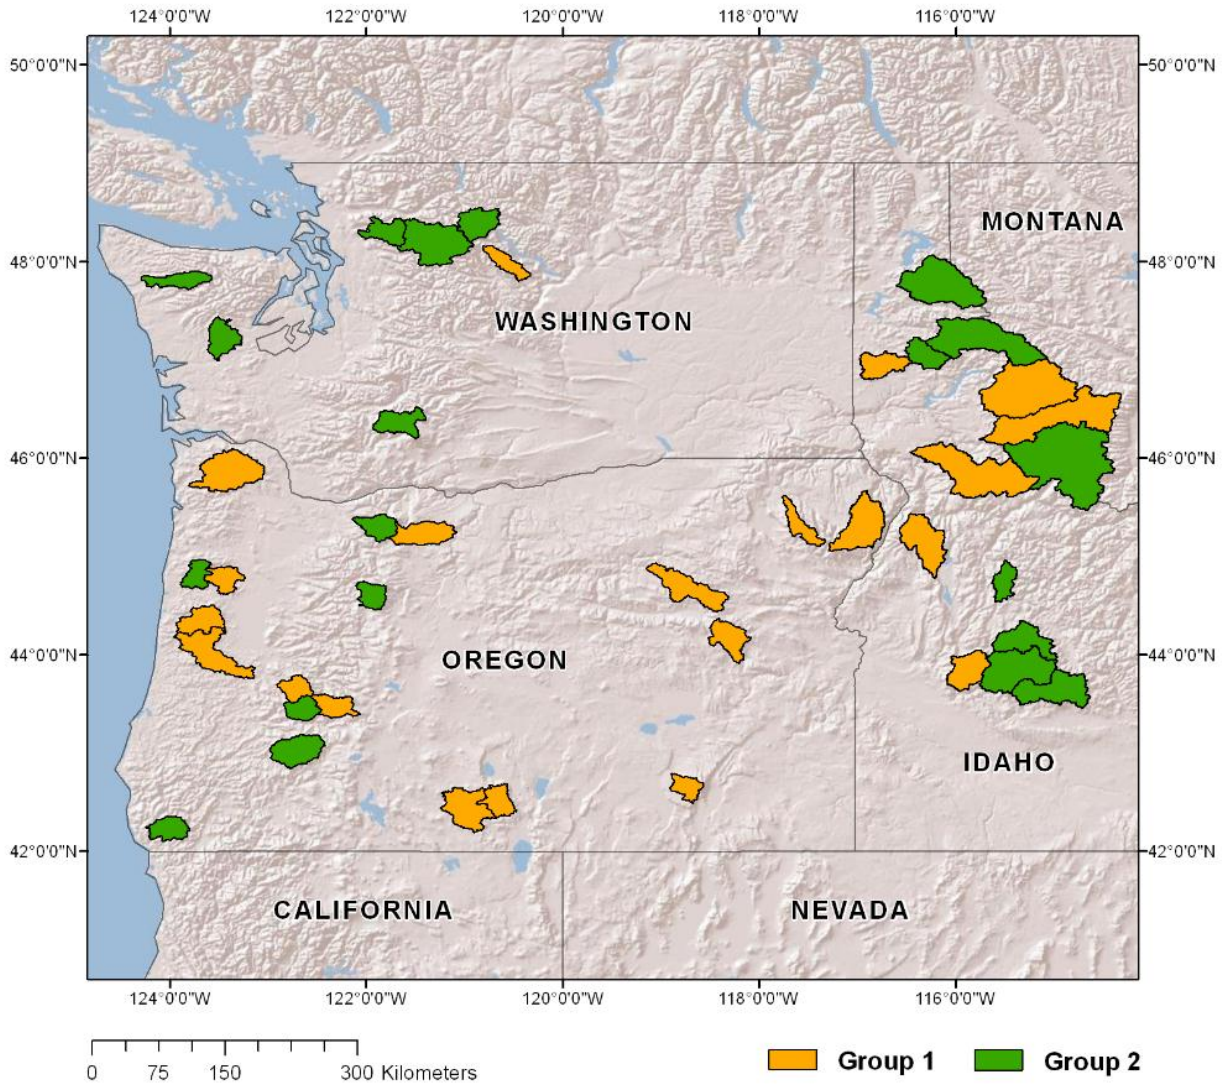 124°0'0"W 122°0'0"W 120°0'0"W 118°0'0"W 116°0'0"W
50°0'0"N 50°0'0"N
MONTANA
48°0'0"N 48°0'0"N
WASHINGTON
46°0'0"N 46°0'0"N
OREGON
44°0'0"N 44°0'0"N
IDAHO
42°0'0"N 42°0'0"N
CALIFORNIA NEVADA
124°0'0"W 122°0'0"W 120°0'0"W 118°0'0"W 116°0'0"W
Group 1 Group 2
0 75 150 300 Kilometers